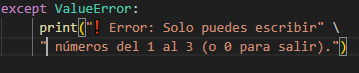 except ValueError:
print("❗ Error: Solo puedes escribir" \
" números del 1 al 3 (o 0 para salir).")